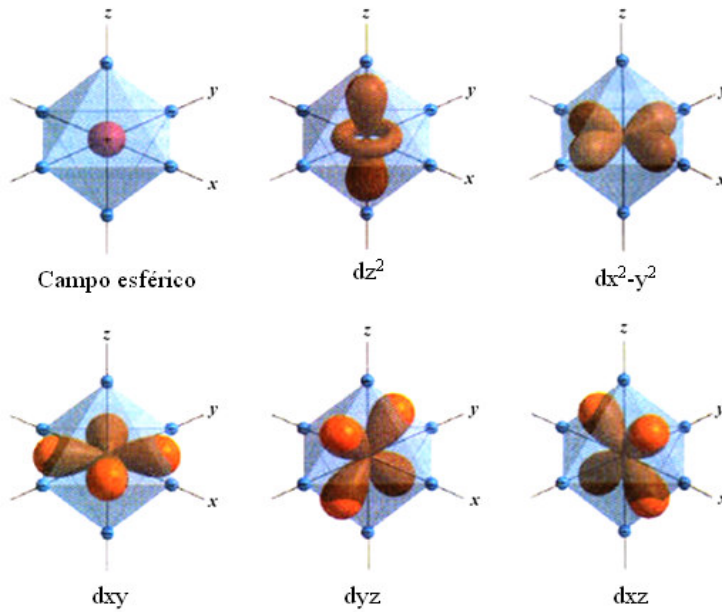 z z z
y y y
x x x
Campo esférico dz² dx²-y²
z z z
y y y
x x x
dxy dyz dxz